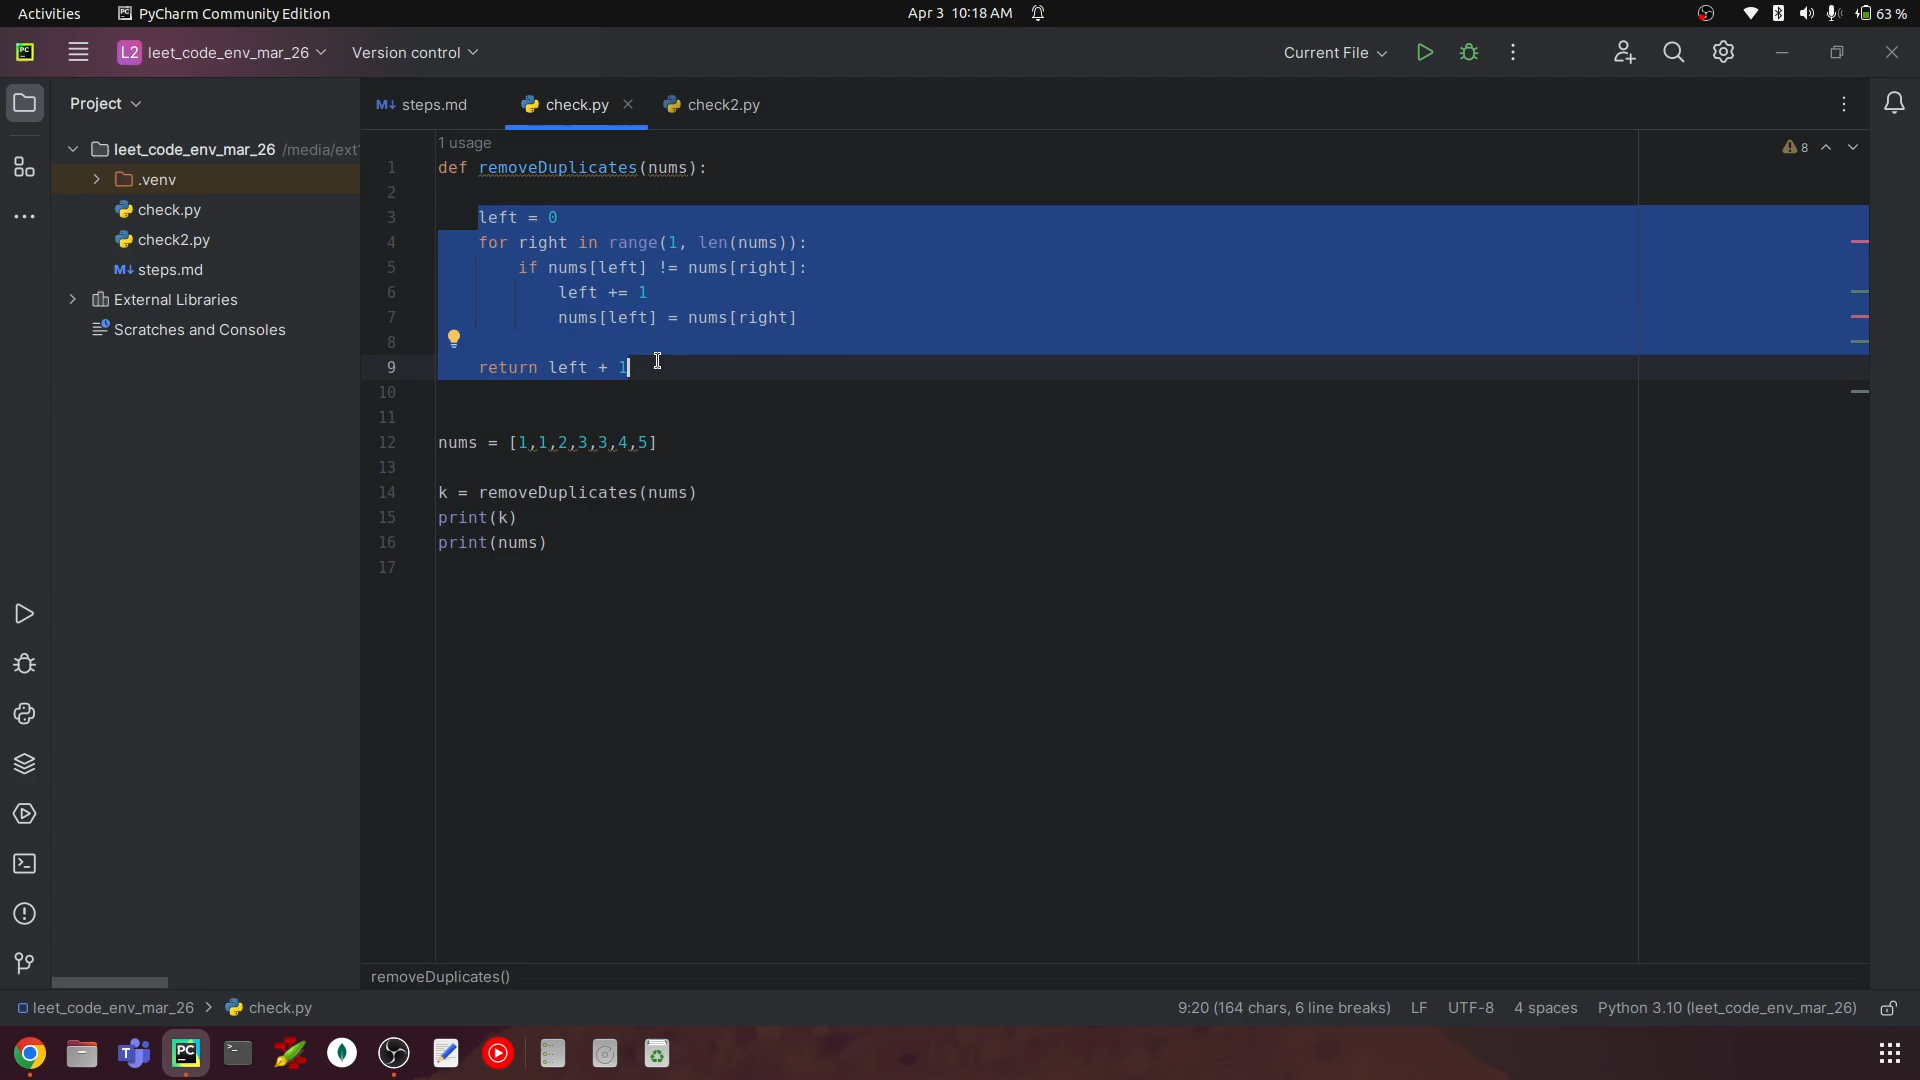 Activities
PyCharm Community Edition
Apr 3 10:18 AM
63 %
L2 leet_code_env_mar_26
Version control
Current File
Project
steps.md
check.py
check2.py
leet_code_env_mar_26 /media/ext
.venv
check.py
check2.py
steps.md
External Libraries
Scratches and Consoles
1 usage
8
1 def removeDuplicates(nums):
2
3 left = 0
4 for right in range(1, len(nums)):
5 if nums[left] != nums[right]:
6 left += 1
7 nums[left] = nums[right]
8
9 return left + 1
10
11
12 nums = [1,1,2,3,3,4,5]
13
14 k = removeDuplicates(nums)
15 print(k)
16 print(nums)
17
removeDuplicates()
leet_code_env_mar_26 > check.py
9:20 (164 chars, 6 line breaks)
LF
UTF-8
4 spaces
Python 3.10 (leet_code_env_mar_26)